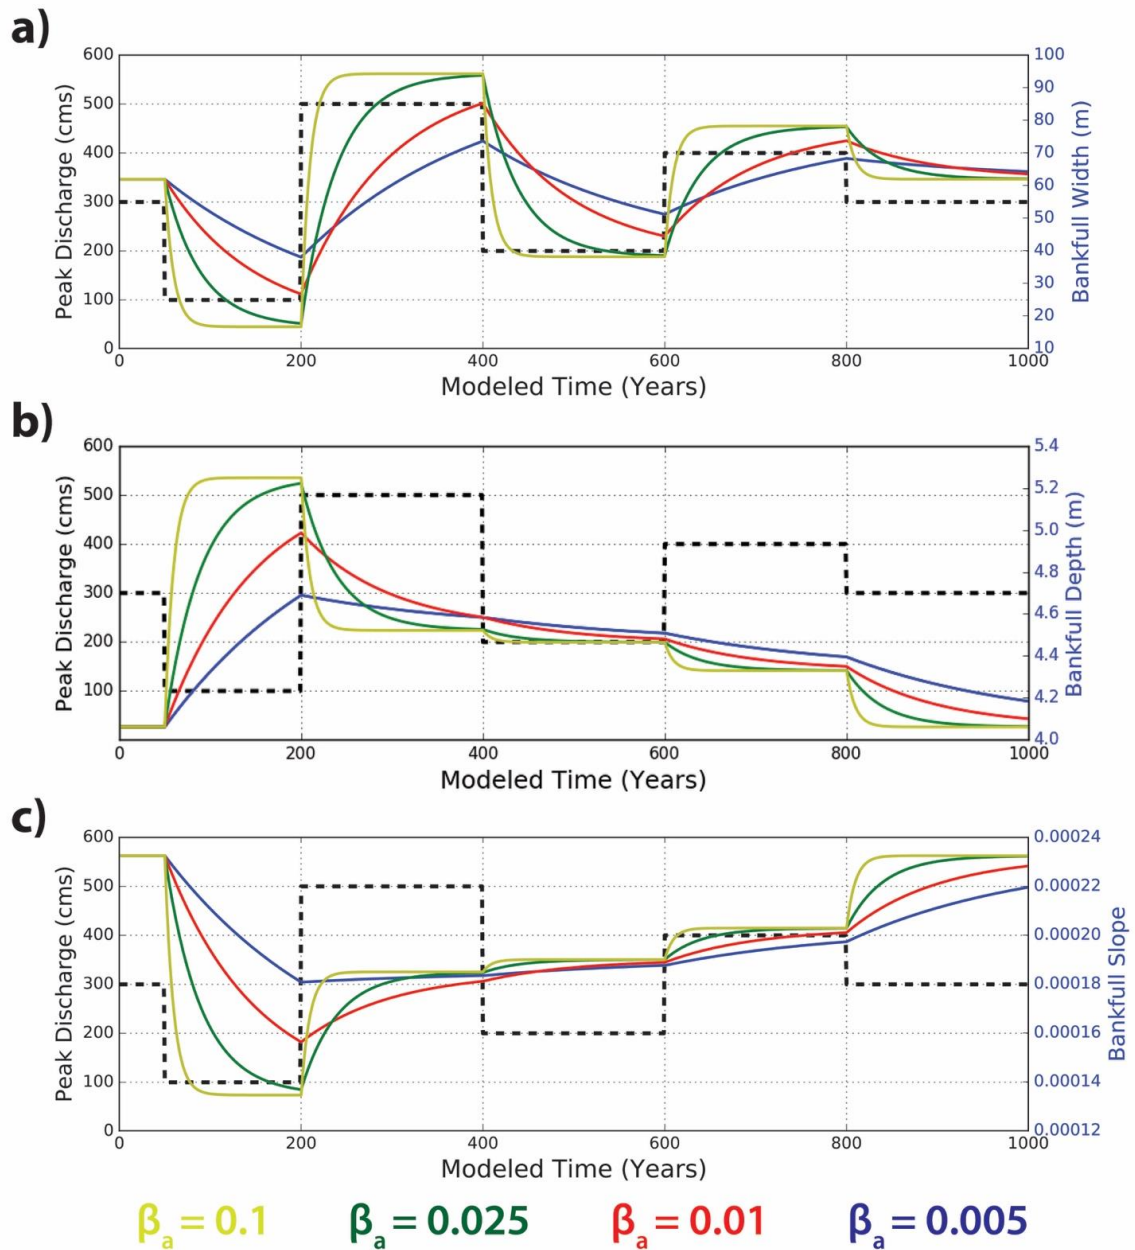 a)
600
500
400
300
200
100
0
Peak Discharge (cms)
100
90
80
70
60
50
40
30
20
10
Bankfull Width (m)
0 200 400 600 800 1000
Modeled Time (Years)
b)
600
500
400
300
200
100
Peak Discharge (cms)
5.4
5.2
5.0
4.8
4.6
4.4
4.2
4.0
Bankfull Depth (m)
0 200 400 600 800 1000
Modeled Time (Years)
c)
600
500
400
300
200
100
0
Peak Discharge (cms)
0.00024
0.00022
0.00020
0.00018
0.00016
0.00014
0.00012
Bankfull Slope
0 200 400 600 800 1000
Modeled Time (Years)
βa = 0.1 βa = 0.025 βa = 0.01 βa = 0.005